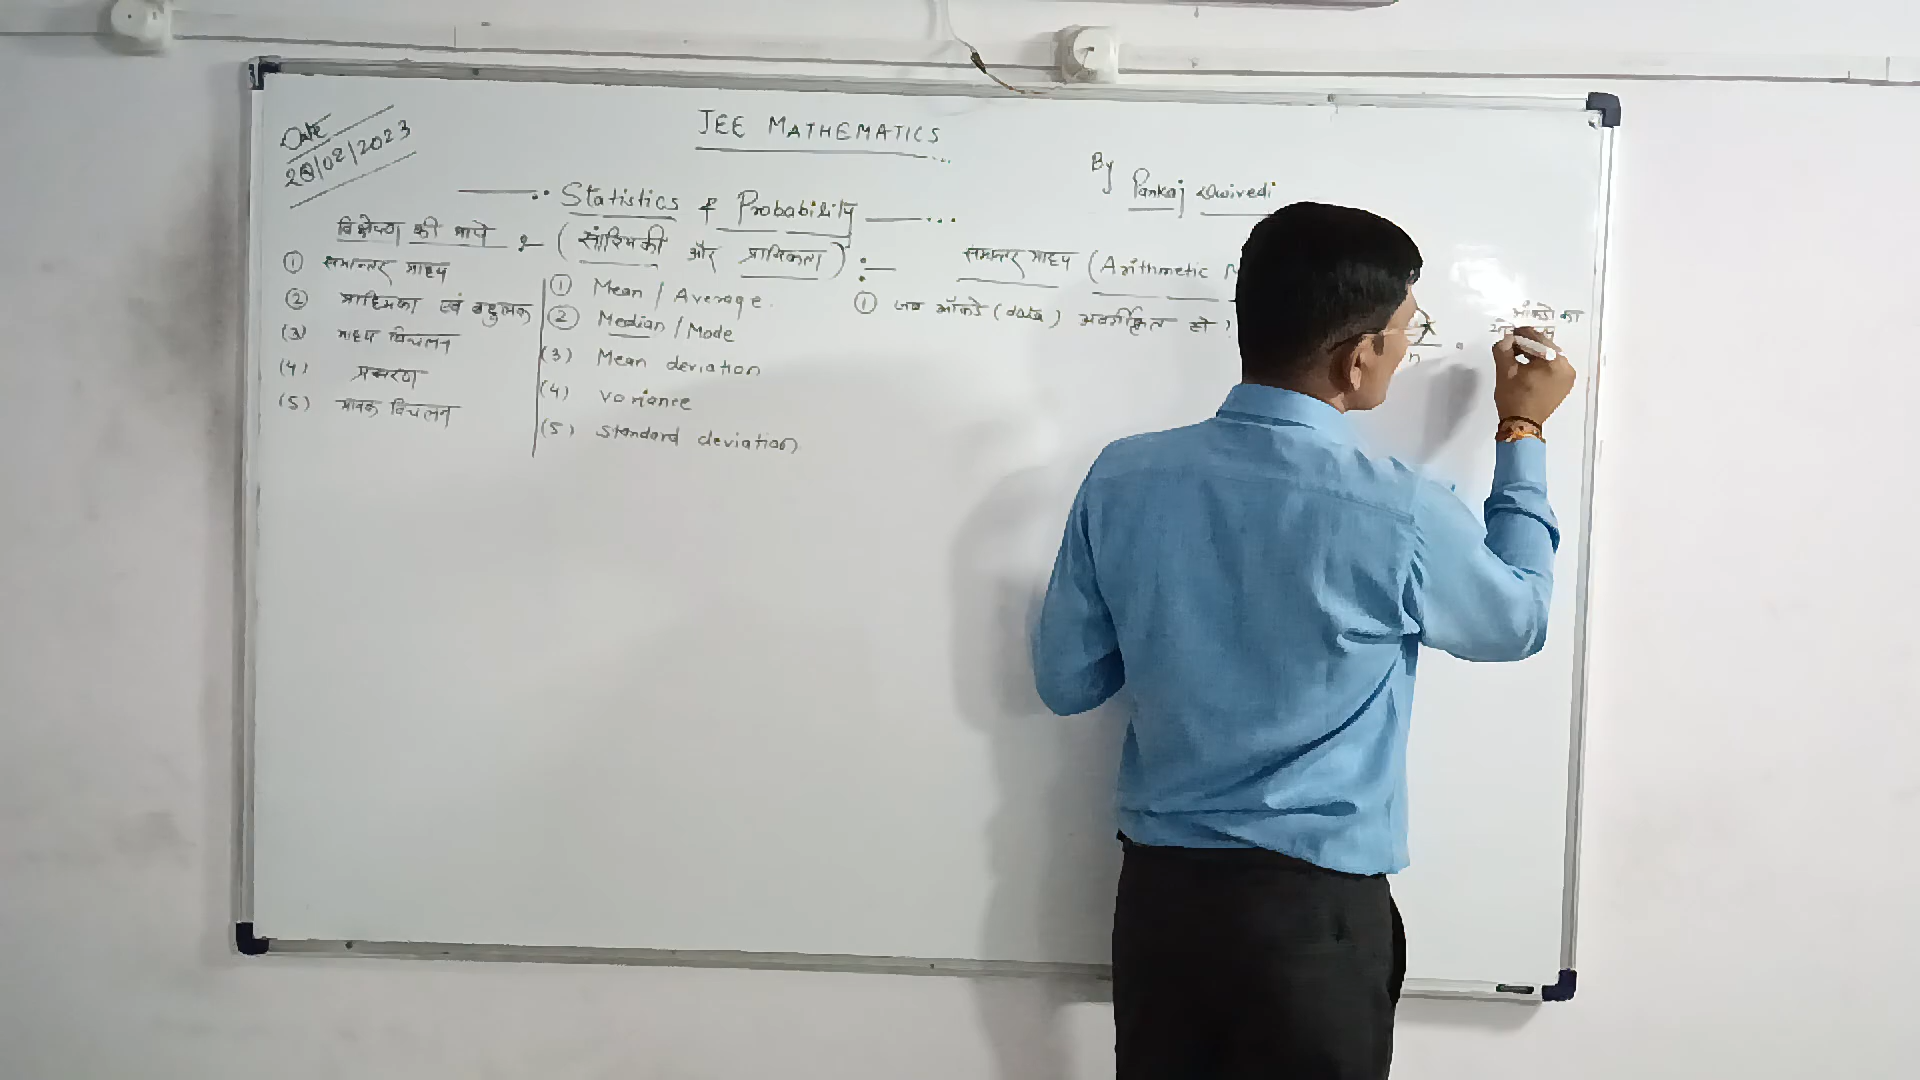 Date
/02/2023
JEE MATHEMATICS
By Pankaj Dwivedi
Statistics & Probability
(सांख्यिकी और प्रायिकता) :-
विक्षेपण की मापे :-
① समान्तर माध्य
② माध्यिका एवं बहुलक
(3) माध्य विचलन
(4) प्रसरण
(5) मानक विचलन
① Mean / Average.
② Median / Mode
(3) Mean deviation
(4) Variance
(5) Standard deviation
समान्तर माध्य (Arithmetic
① जब आँकडे (data) अवर्गीकृत हो
n
आंकडो का